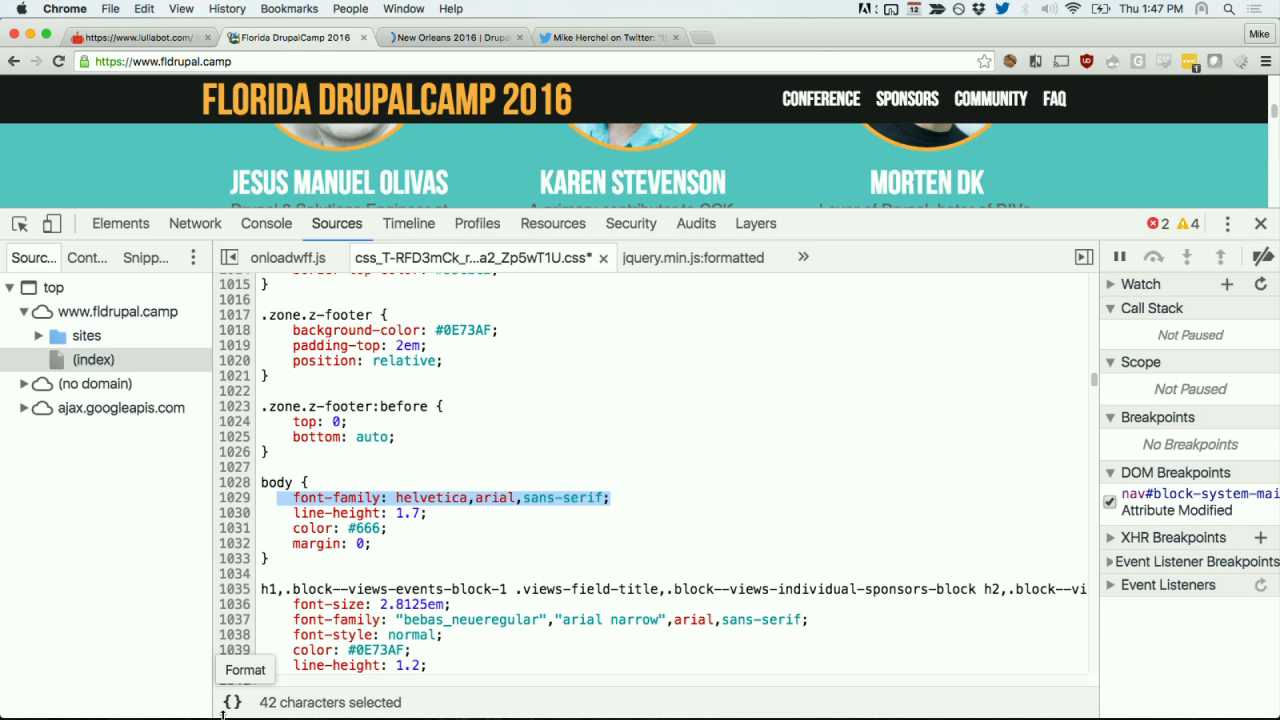 Chrome File Edit View History Bookmarks People Window Help 12 Thu 1:47 PM
https://www.lullabot.com/ Florida DrupalCamp 2016 New Orleans 2016 | Drupa Mike Herchel on Twitter: Mike
https://www.fldrupal.camp
FLORIDA DRUPALCAMP 2016 CONFERENCE SPONSORS COMMUNITY FAQ
JESUS MANUEL OLIVAS KAREN STEVENSON MORTEN DK
Elements Network Console Sources Timeline Profiles Resources Security Audits Layers 2 4
Sourc... Cont... Snipp... onloadwff.js css_T-RFD3mCk_r...a2_Zp5wT1U.css* jquery.min.js:formatted »
top
www.fldrupal.camp
sites
(index)
(no domain)
ajax.googleapis.com
1015 }
1016
1017 .zone.z-footer {
1018 background-color: #0E73AF;
1019 padding-top: 2em;
1020 position: relative;
1021 }
1022
1023 .zone.z-footer:before {
1024 top: 0;
1025 bottom: auto;
1026 }
1027
1028 body {
1029 font-family: helvetica,arial,sans-serif;
1030 line-height: 1.7;
1031 color: #666;
1032 margin: 0;
1033 }
1034
1035 h1,.block--views-events-block-1 .views-field-title,.block--views-individual-sponsors-block h2,.block--vi
1036 font-size: 2.8125em;
1037 font-family: "bebas_neueregular","arial narrow",arial,sans-serif;
1038 font-style: normal;
1039 color: #0E73AF;
line-height: 1.2;
Format
{} 42 characters selected
Watch
Call Stack
Not Paused
Scope
Not Paused
Breakpoints
No Breakpoints
DOM Breakpoints
nav#block-system-mai
Attribute Modified
XHR Breakpoints
Event Listener Breakpoints
Event Listeners